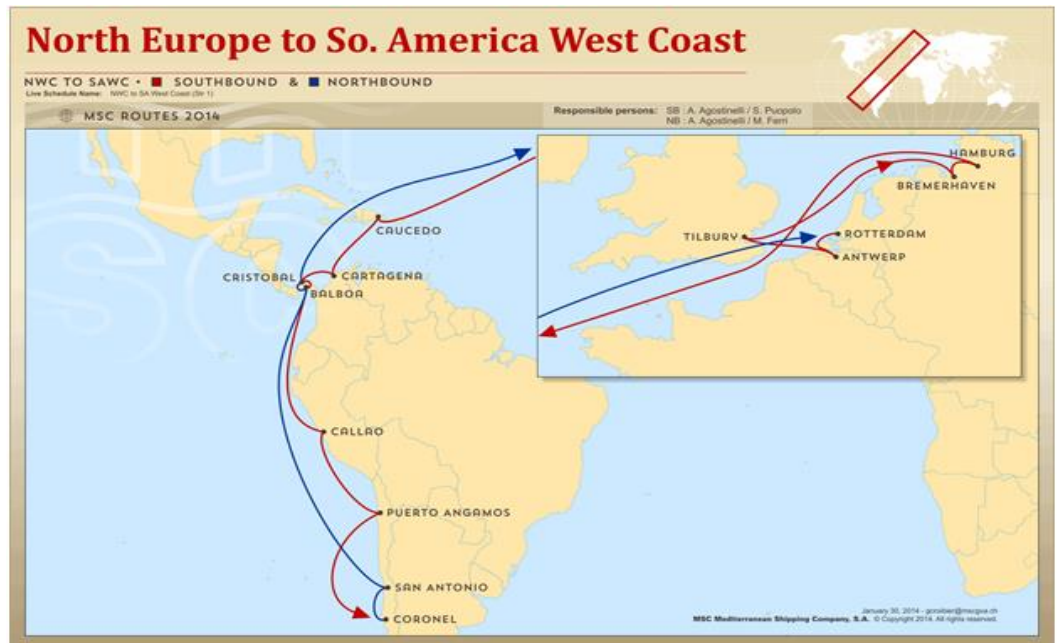 North Europe to So. America West Coast
NWC TO SAWC • SOUTHBOUND & NORTHBOUND
Live Schedule Name: NWC to SA West Coast (Str 1)
MSC ROUTES 2014
Responsible persons: SB : A. Agostinelli / S. Puopolo
NB : A. Agostinelli / M. Ferri
HAMBURG
BREMERHAVEN
TILBURY
ROTTERDAM
ANTWERP
CAUCEDO
CRISTOBAL
CARTAGENA
BALBOA
CALLAO
PUERTO ANGAMOS
SAN ANTONIO
CORONEL
January 30, 2014 -
MSC Mediterranean Shipping Company, S.A. © Copyright 2014. All rights reserved.